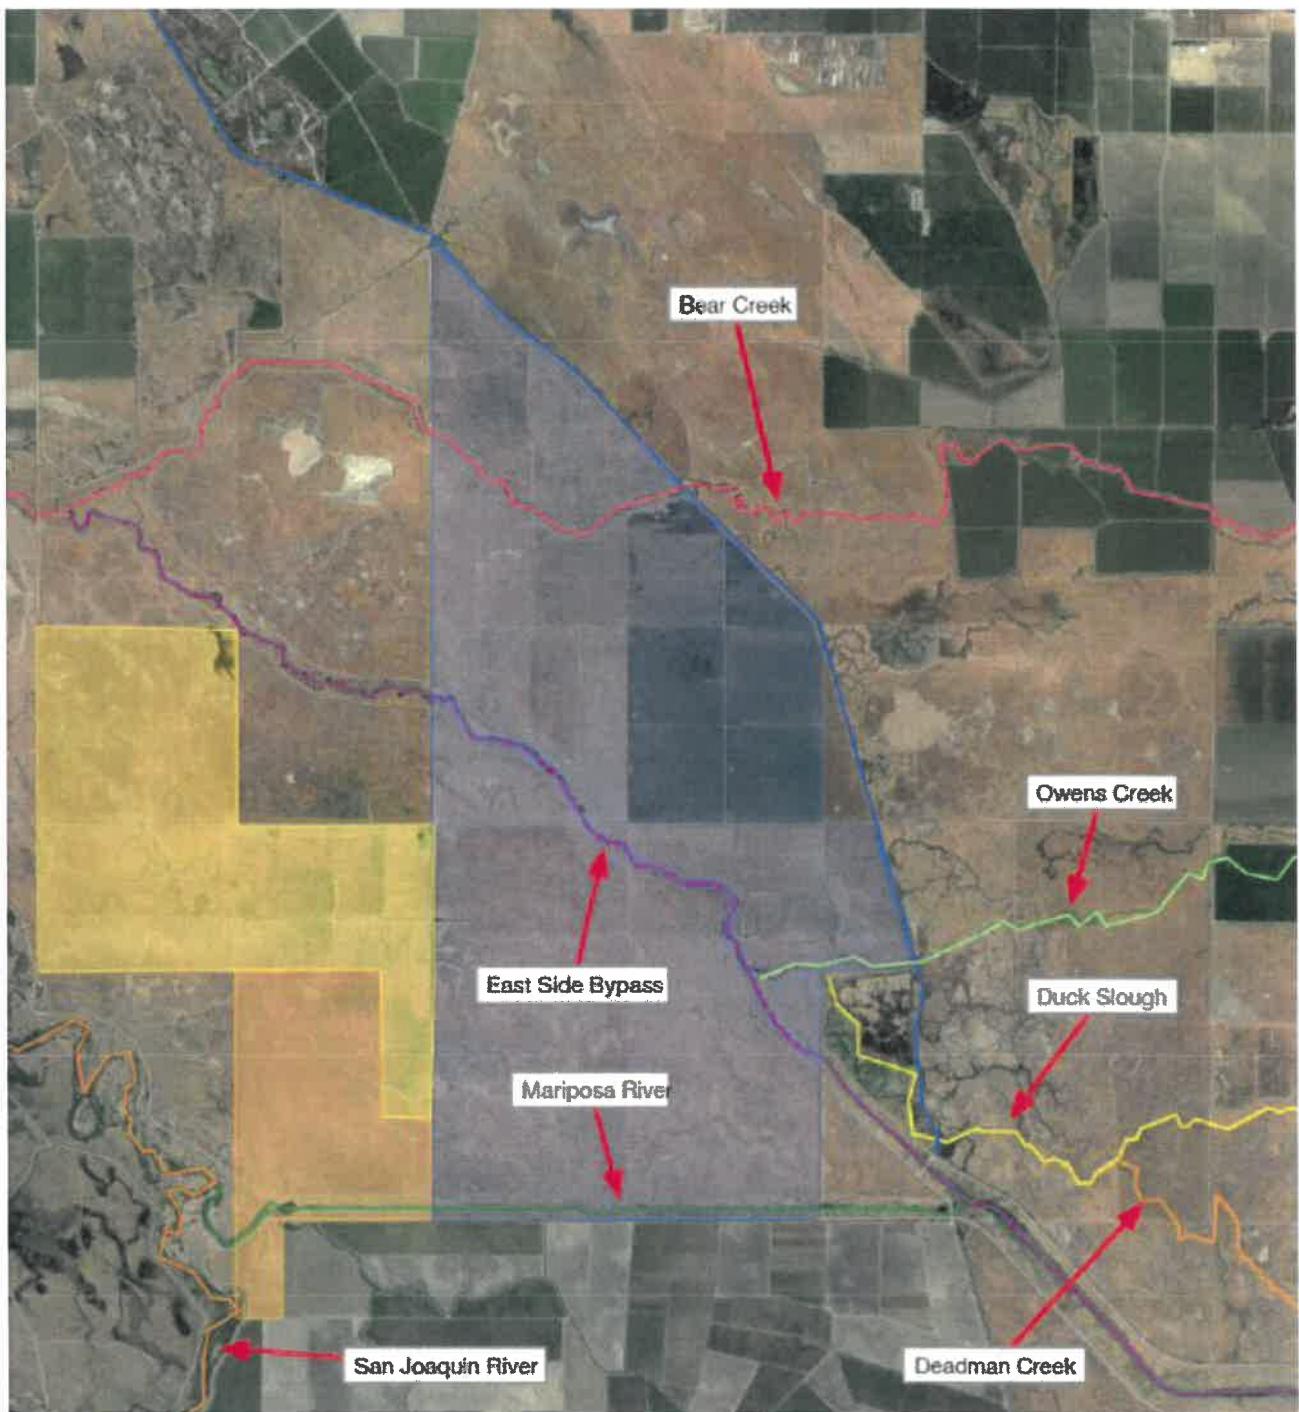 Bear Creek
Owens Creek
East Side Bypass
Duck Slough
Mariposa River
San Joaquin River
Deadman Creek